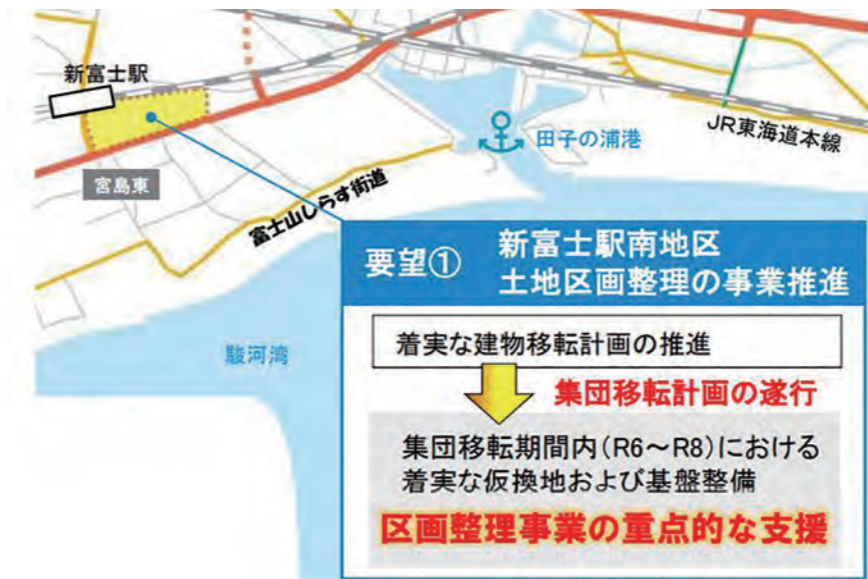 新富士駅
宮島東
田子の浦港
JR東海道本線
富士山しらす街道
駿河湾
要望① 新富士駅南地区
土地区画整理の事業推進
着実な建物移転計画の推進
集団移転計画の遂行
集団移転期間内(R6～R8)における
着実な仮換地および基盤整備
区画整理事業の重点的な支援